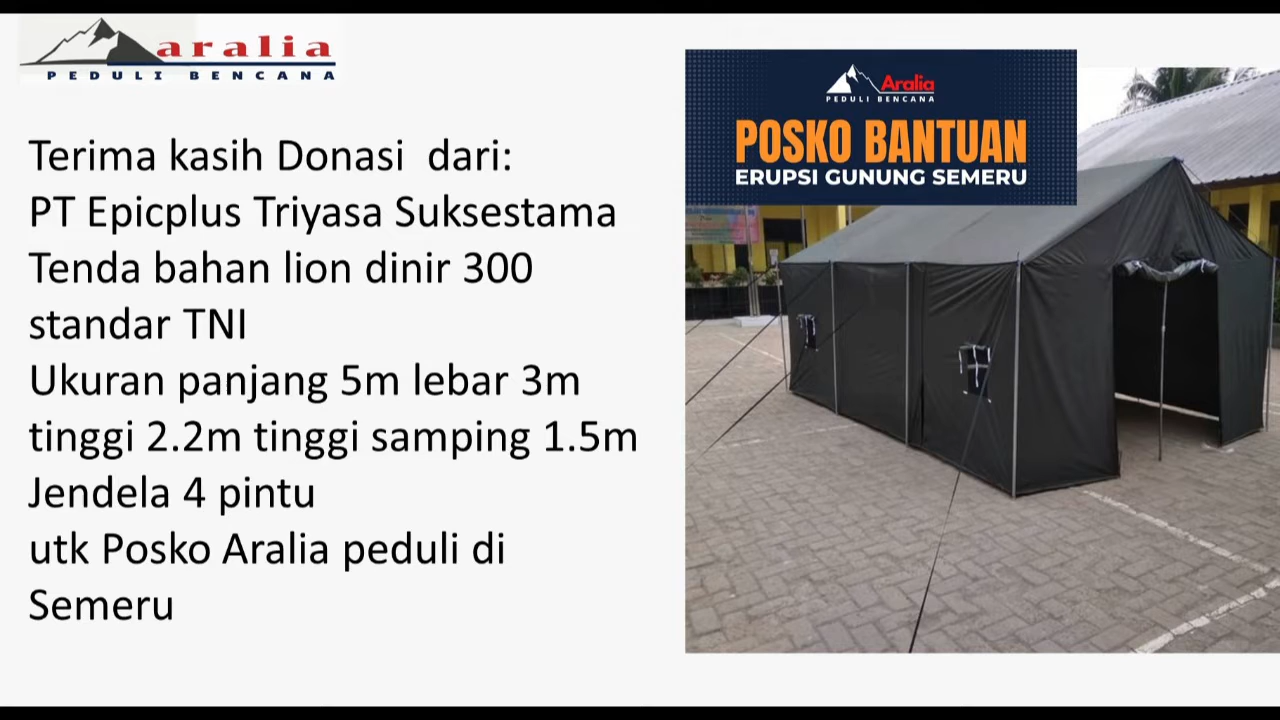 aralia
PEDULI BENCANA
Terima kasih Donasi dari:
PT Epicplus Triyasa Suksestama
Tenda bahan lion dinir 300
standar TNI
Ukuran panjang 5m lebar 3m
tinggi 2.2m tinggi samping 1.5m
Jendela 4 pintu
utk Posko Aralia peduli di
Semeru
Aralia
PEDULI BENCANA
POSKO BANTUAN
ERUPSI GUNUNG SEMERU